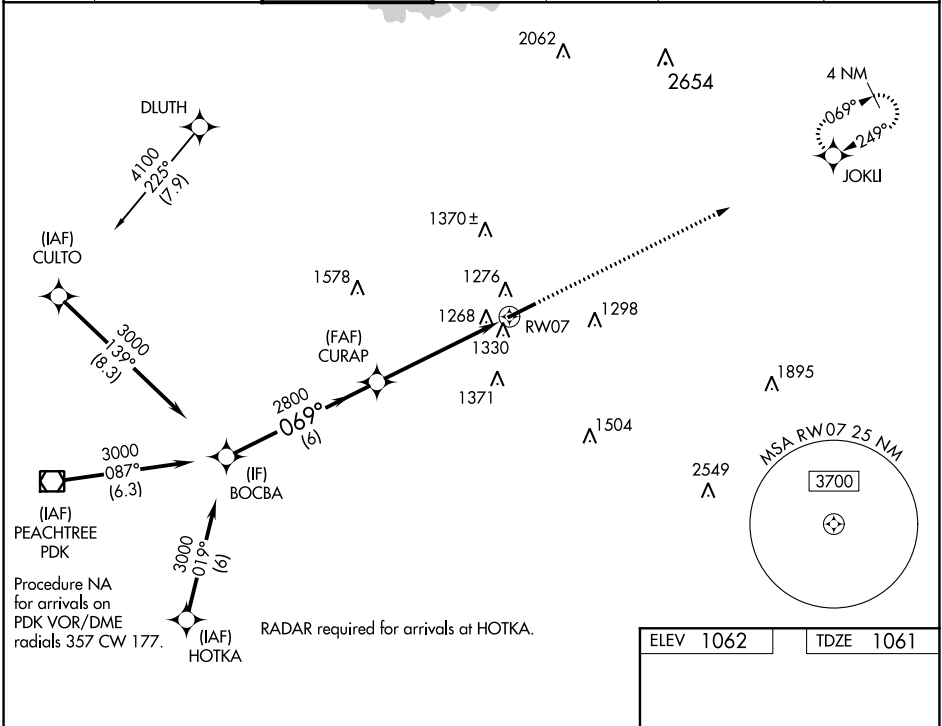 2062
2654
4 NM
069°
249°
JOKLI
DLUTH
4100
225°
(7.9)
(IAF)
CULTO
1370±
1578
1276
1268
RW07
1298
1330
(FAF)
CURAP
3000
139°
(8.3)
1371
1895
2800
069°
(6)
1504
MSA RW07 25 NM
3700
2549
3000
087°
(6.3)
(IF)
BOCBA
(IAF)
PEACHTREE
PDK
3000
019°
(6)
Procedure NA
for arrivals on
PDK VOR/DME
radials 357 CW 177.
(IAF)
HOTKA
RADAR required for arrivals at HOTKA.
ELEV 1062
TDZE 1061